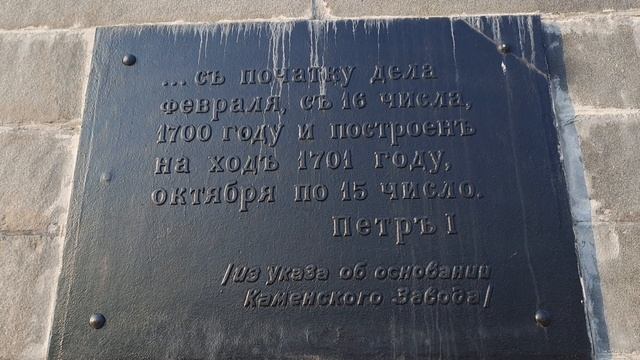 ...съ початку дела
февраля, съ 16 числа,
1700 году и построенъ
на ходъ 1701 году,
октября по 15 число.
Петръ I
/из указа об основании
Каменского завода/